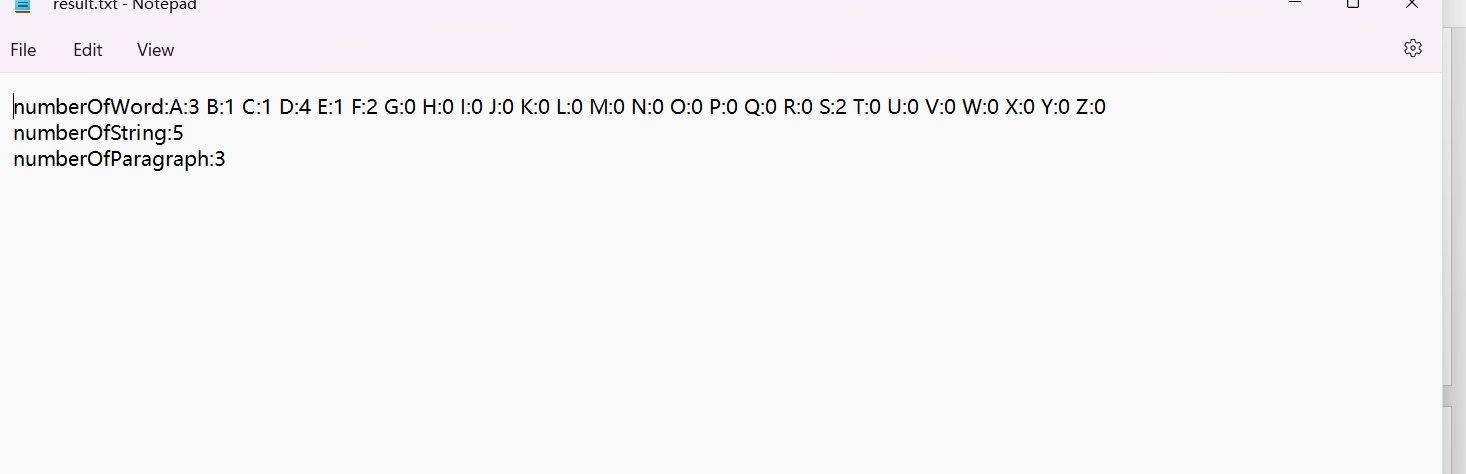 result.txt - Notepad
File Edit View
numberOfWord:A:3 B:1 C:1 D:4 E:1 F:2 G:0 H:0 I:0 J:0 K:0 L:0 M:0 N:0 O:0 P:0 Q:0 R:0 S:2 T:0 U:0 V:0 W:0 X:0 Y:0 Z:0
numberOfString:5
numberOfParagraph:3